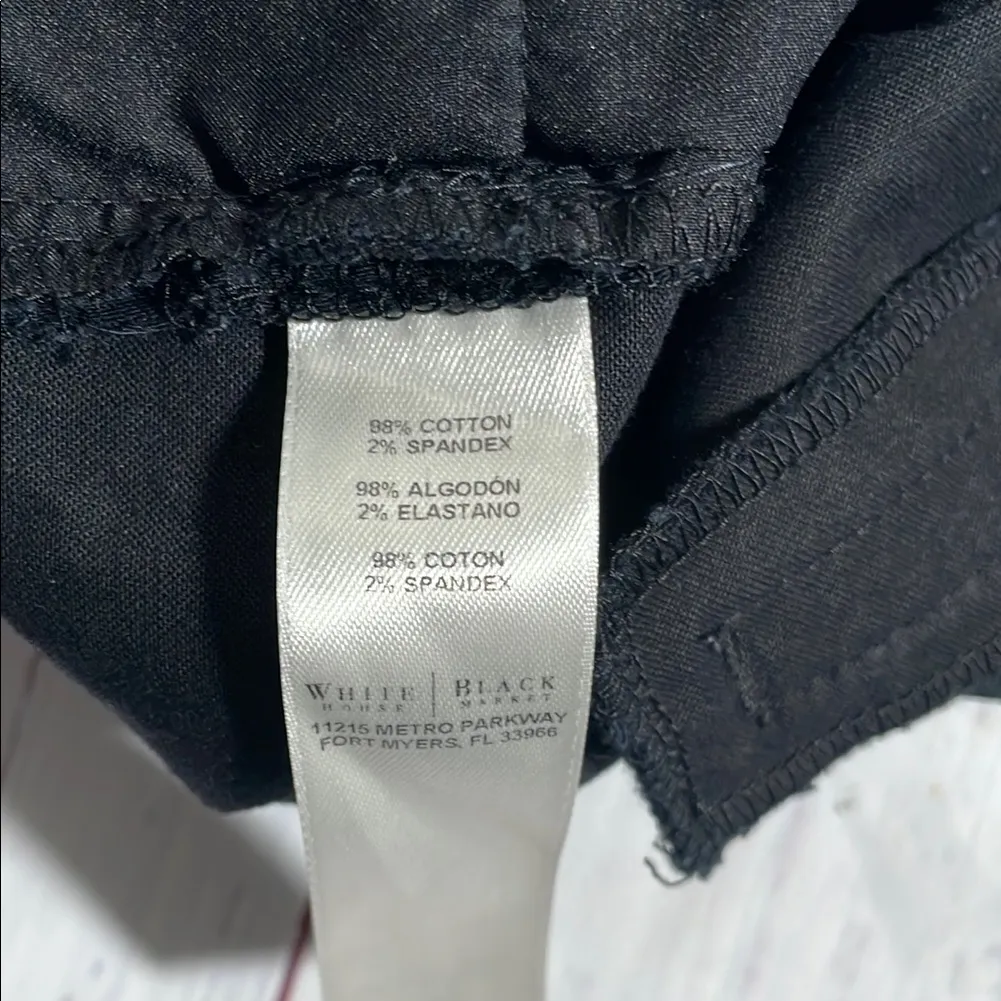 98% COTTON
2% SPANDEX
98% ALGODÓN
2% ELASTANO
98% COTON
2% SPANDEX
WHITE | BLACK
HOUSE MARKET
11215 METRO PARKWAY
FORT MYERS, FL 33966